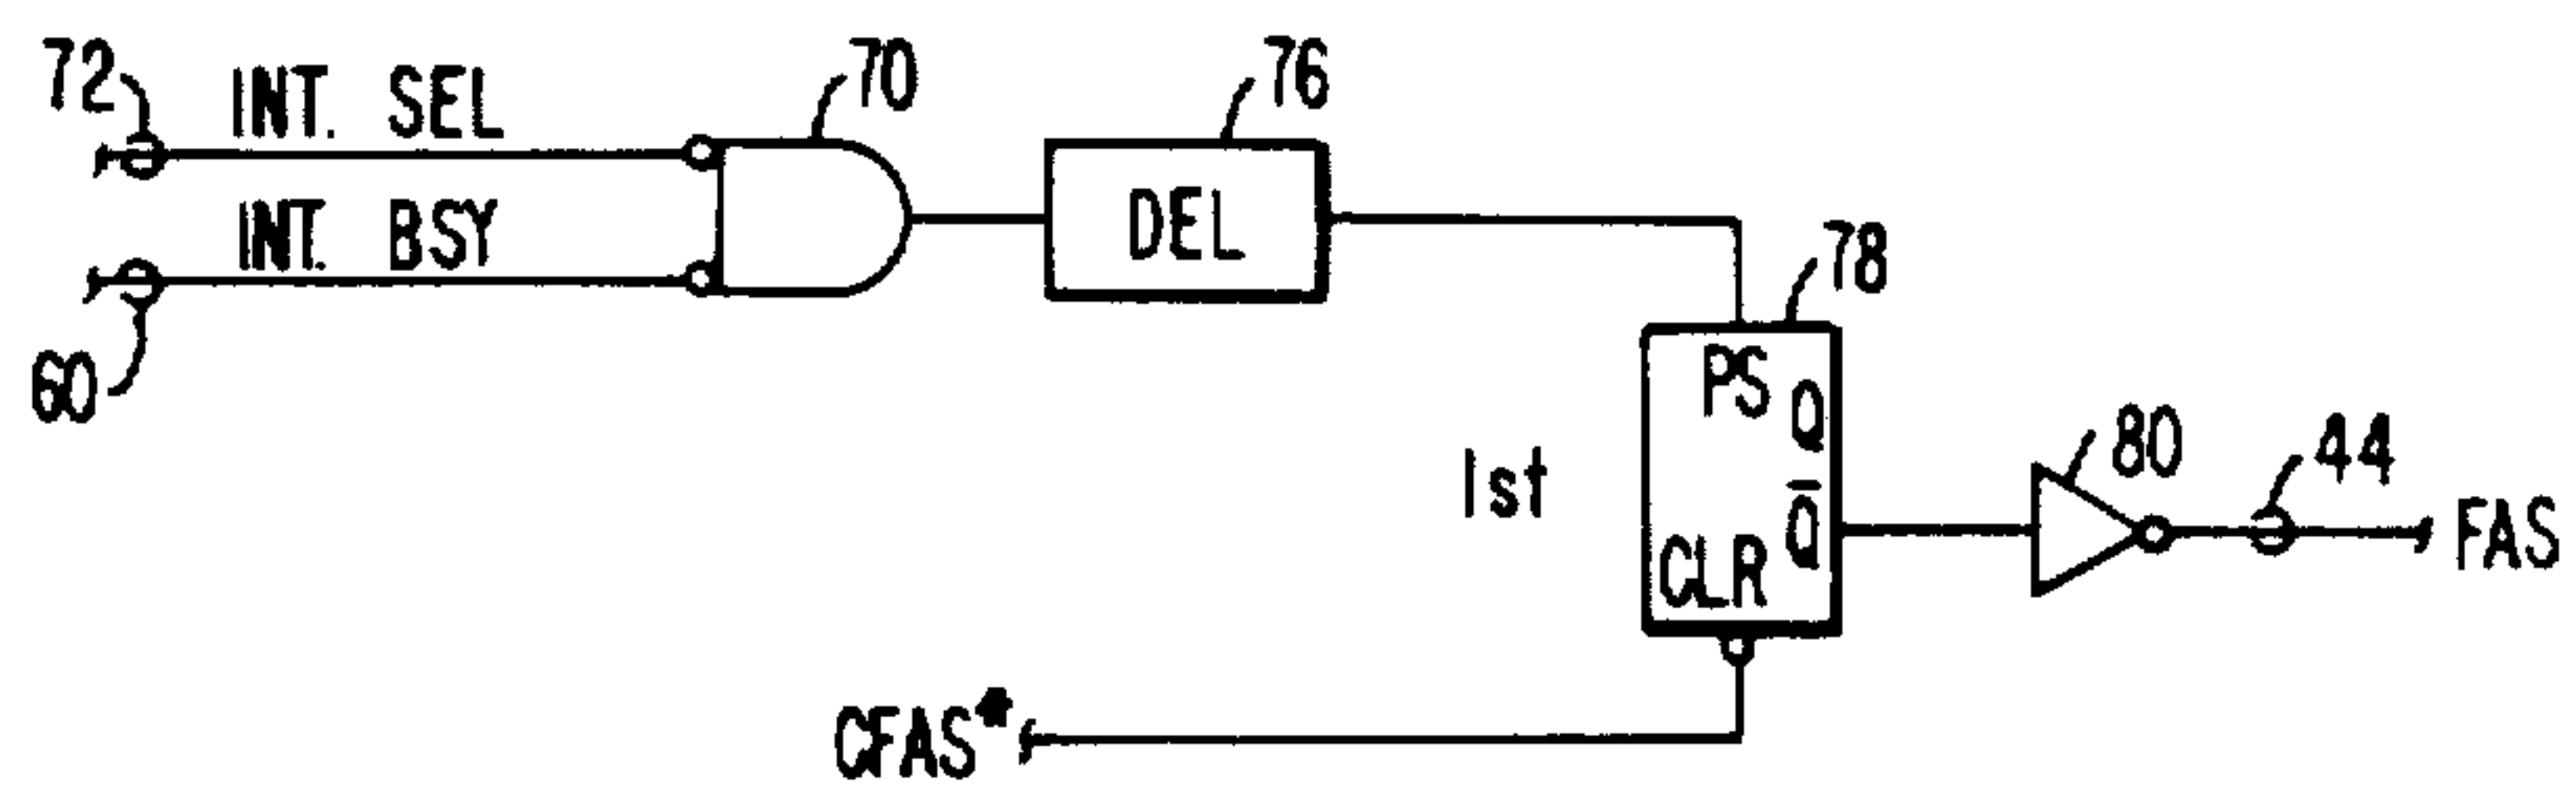 72
INT. SEL
70
76
INT. BSY
DEL
60
78
PS
Q
1st
Q̅
CLR
80
44
FAS
CFAS*